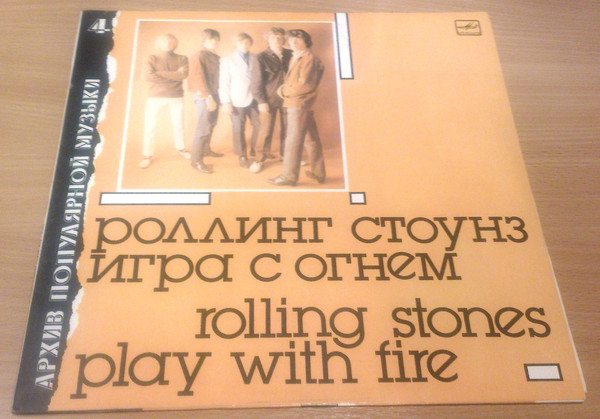 4
АРХИВ ПОПУЛЯРНОЙ МУЗЫКИ
роллинг стоунз
игра с огнем
rolling stones
play with fire